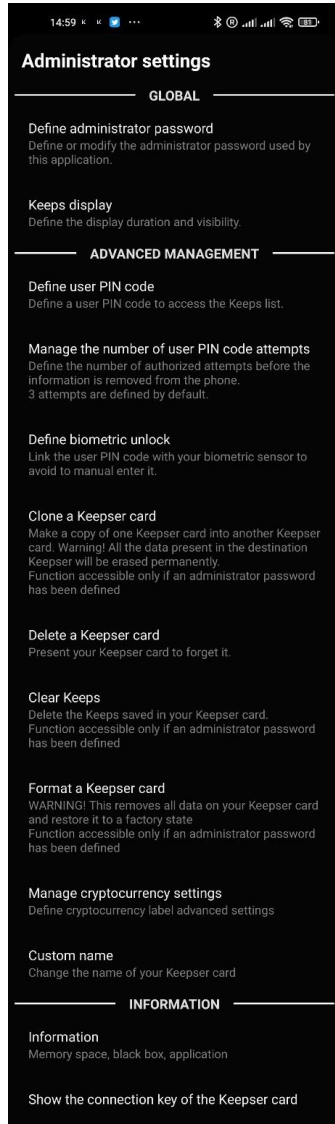 14:59
81
Administrator settings
GLOBAL
Define administrator password
Define or modify the administrator password used by
this application.
Keeps display
Define the display duration and visibility.
ADVANCED MANAGEMENT
Define user PIN code
Define a user PIN code to access the Keeps list.
Manage the number of user PIN code attempts
Define the number of authorized attempts before the
information is removed from the phone.
3 attempts are defined by default.
Define biometric unlock
Link the user PIN code with your biometric sensor to
avoid to manual enter it.
Clone a Keepser card
Make a copy of one Keepser card into another Keepser
card. Warning! All the data present in the destination
Keepser will be erased permanently.
Function accessible only if an administrator password
has been defined
Delete a Keepser card
Present your Keepser card to forget it.
Clear Keeps
Delete the Keeps saved in your Keepser card.
Function accessible only if an administrator password
has been defined
Format a Keepser card
WARNING! This removes all data on your Keepser card
and restore it to a factory state
Function accessible only if an administrator password
has been defined
Manage cryptocurrency settings
Define cryptocurrency label advanced settings
Custom name
Change the name of your Keepser card
INFORMATION
Information
Memory space, black box, application
Show the connection key of the Keepser card